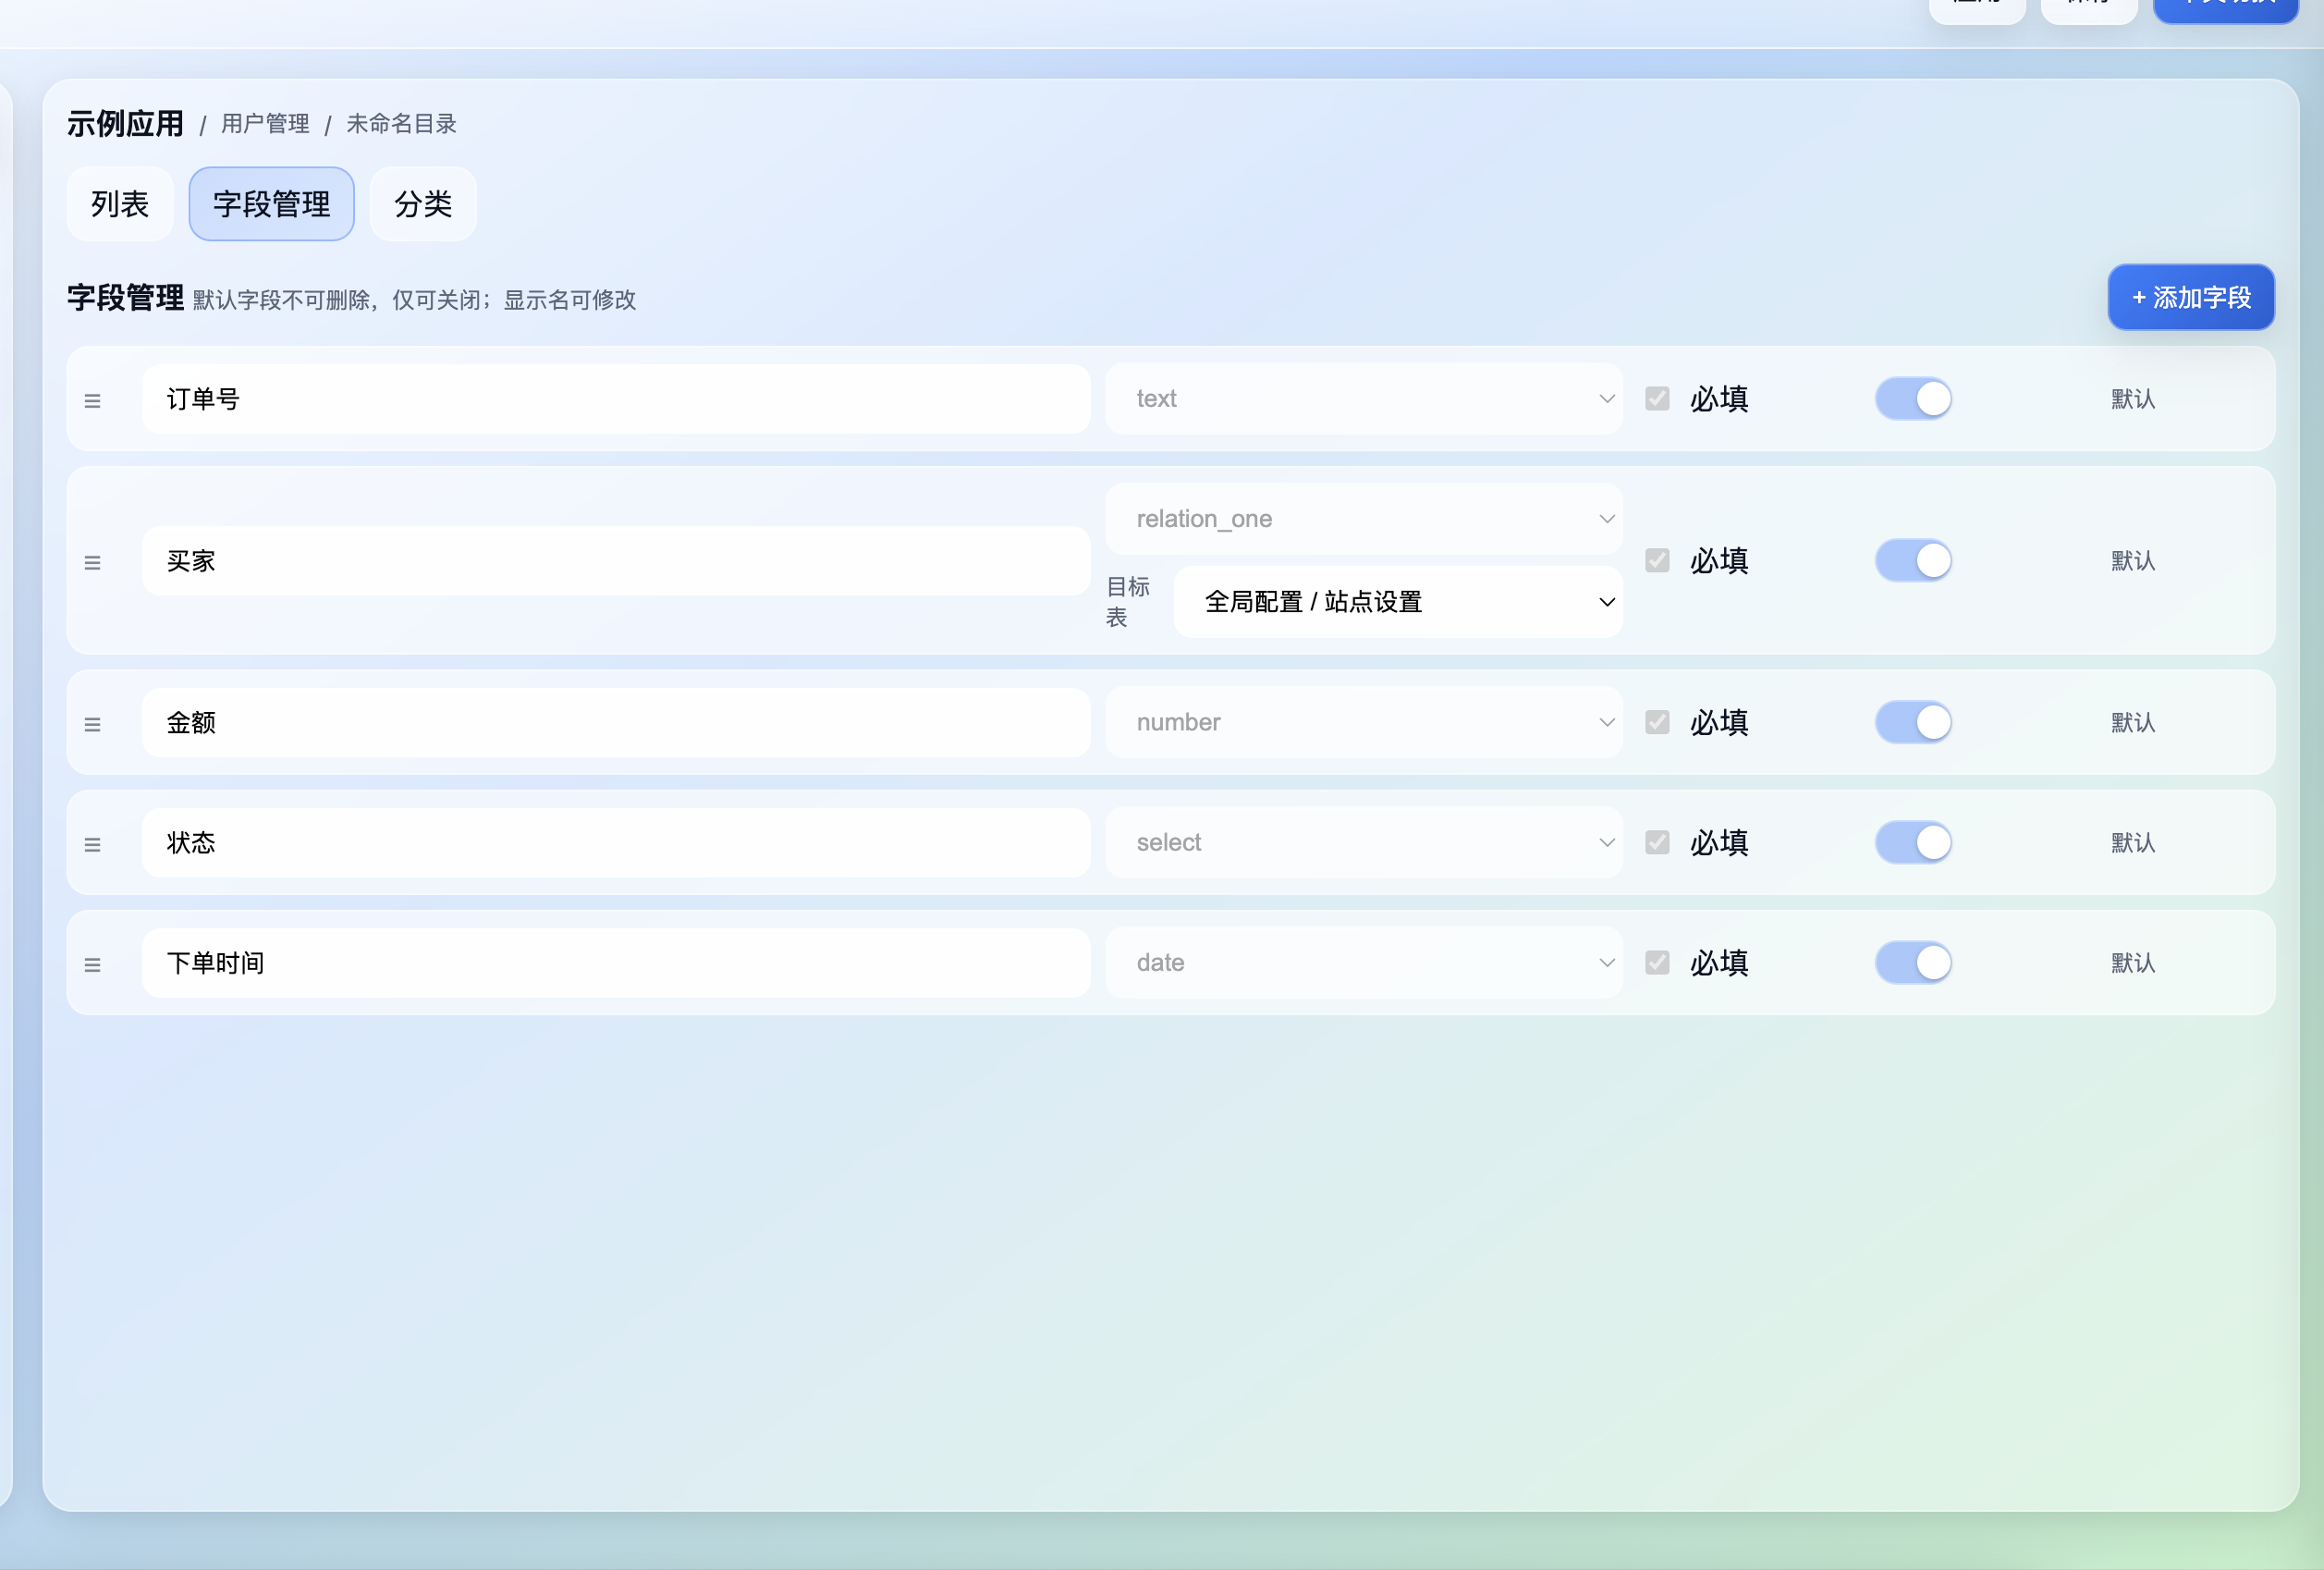 示例应用 / 用户管理 / 未命名目录
列表 字段管理 分类
字段管理 默认字段不可删除，仅可关闭；显示名可修改 + 添加字段
订单号 text 必填 默认
relation_one
买家 必填 默认
目标表 全局配置 / 站点设置
金额 number 必填 默认
状态 select 必填 默认
下单时间 date 必填 默认